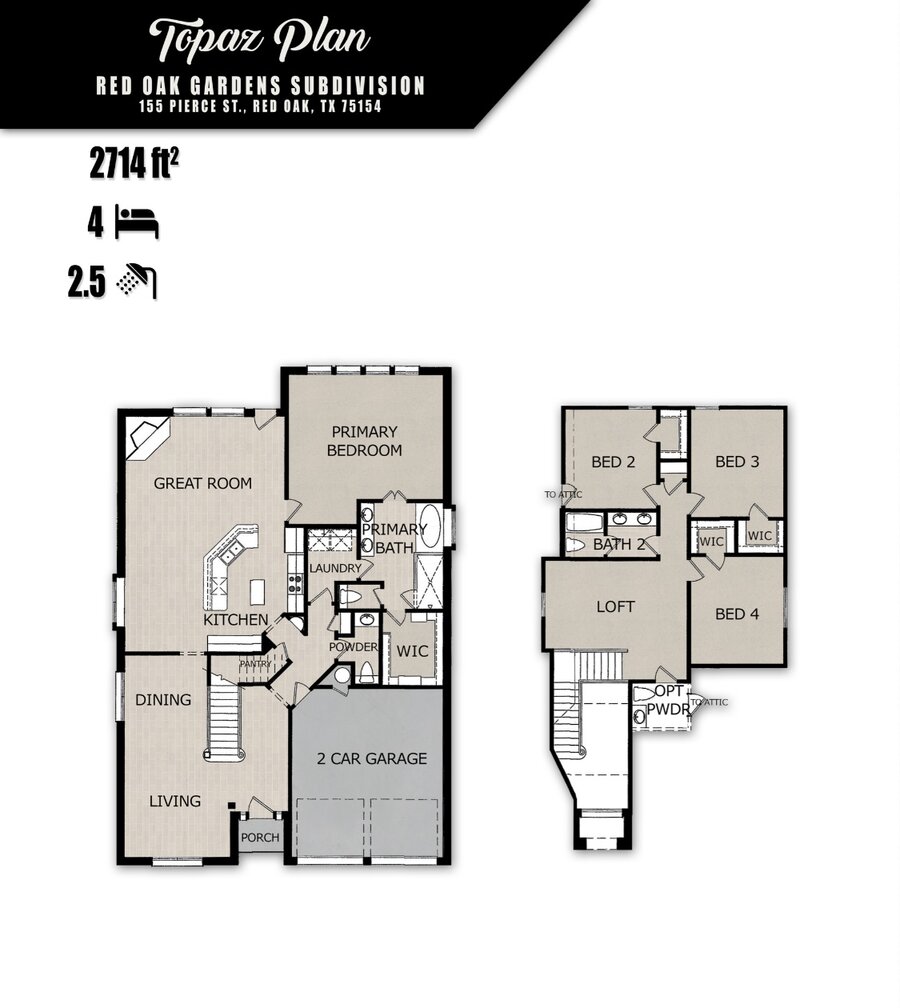 Topaz Plan
RED OAK GARDENS SUBDIVISION
155 PIERCE ST., RED OAK, TX 75154
2714 ft²
4
2.5
PRIMARY
BEDROOM
GREAT ROOM
PRIMARY
BATH
LAUNDRY
KITCHEN
POWDER
WIC
PANTRY
DINING
2 CAR GARAGE
LIVING
PORCH
BED 2
BED 3
TO ATTIC
BATH 2
WIC
WIC
LOFT
BED 4
OPT
PWDR
TO ATTIC